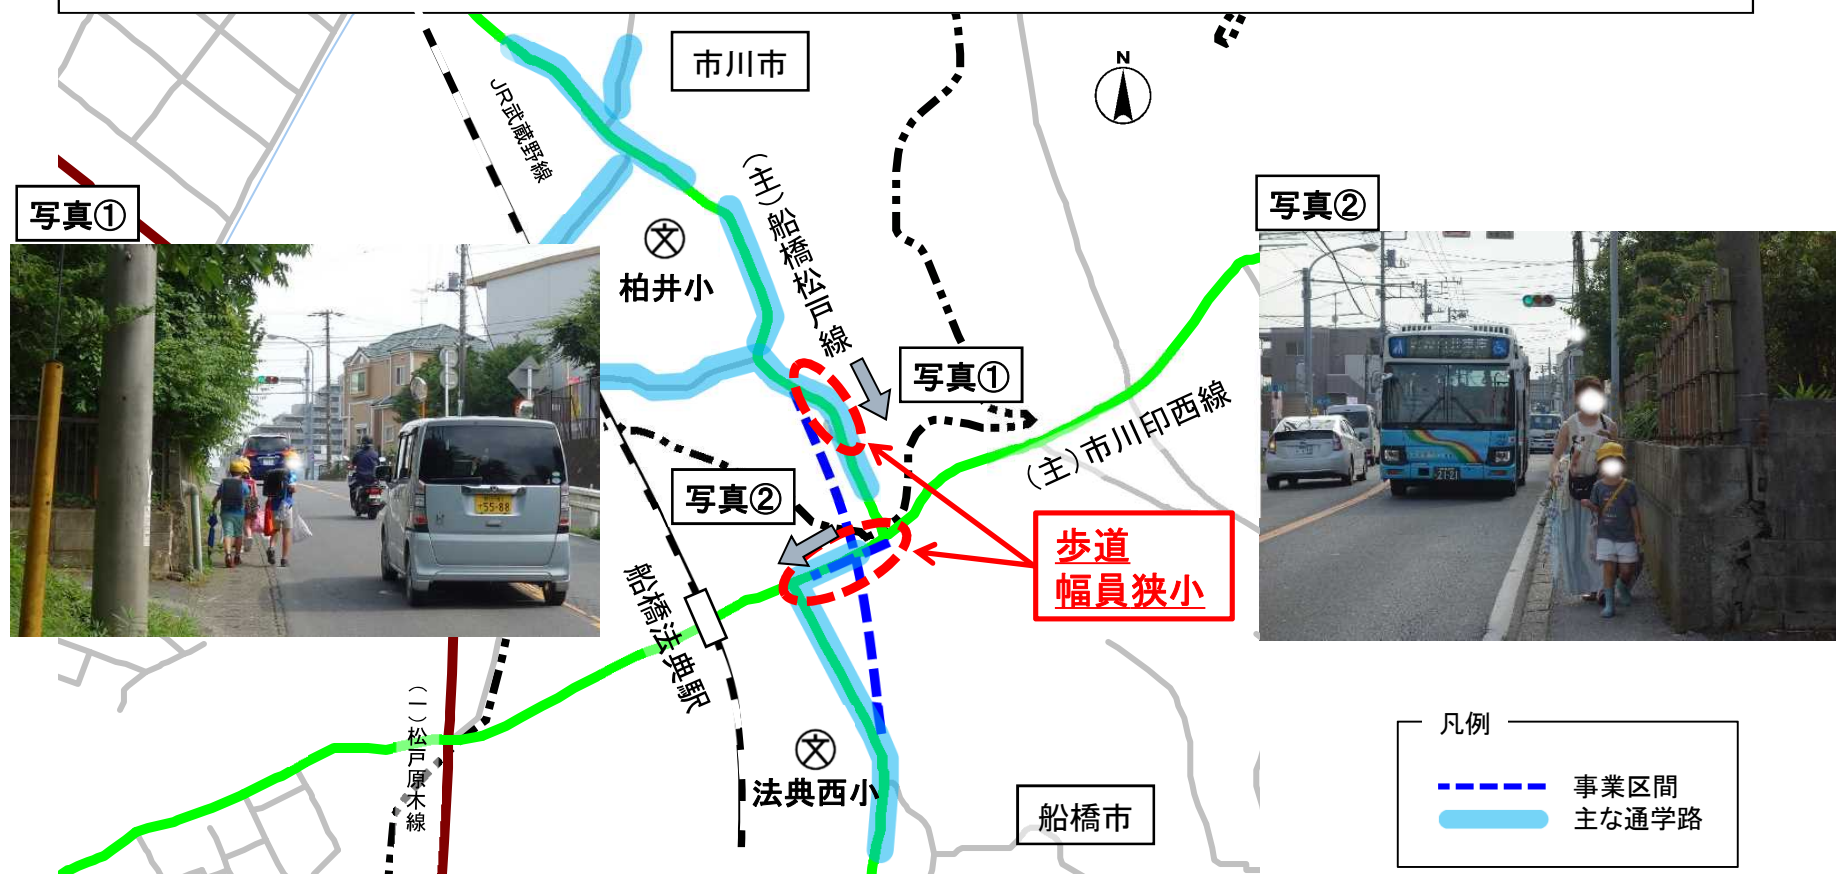 市川市
N
JR武蔵野線
(主)船橋松戸線
写真①
写真②
柏井小
写真①
(主)市川印西線
写真②
歩道
幅員狭小
船橋法典駅
(一)松戸原木線
法典西小
船橋市
凡例
事業区間
主な通学路
55-88